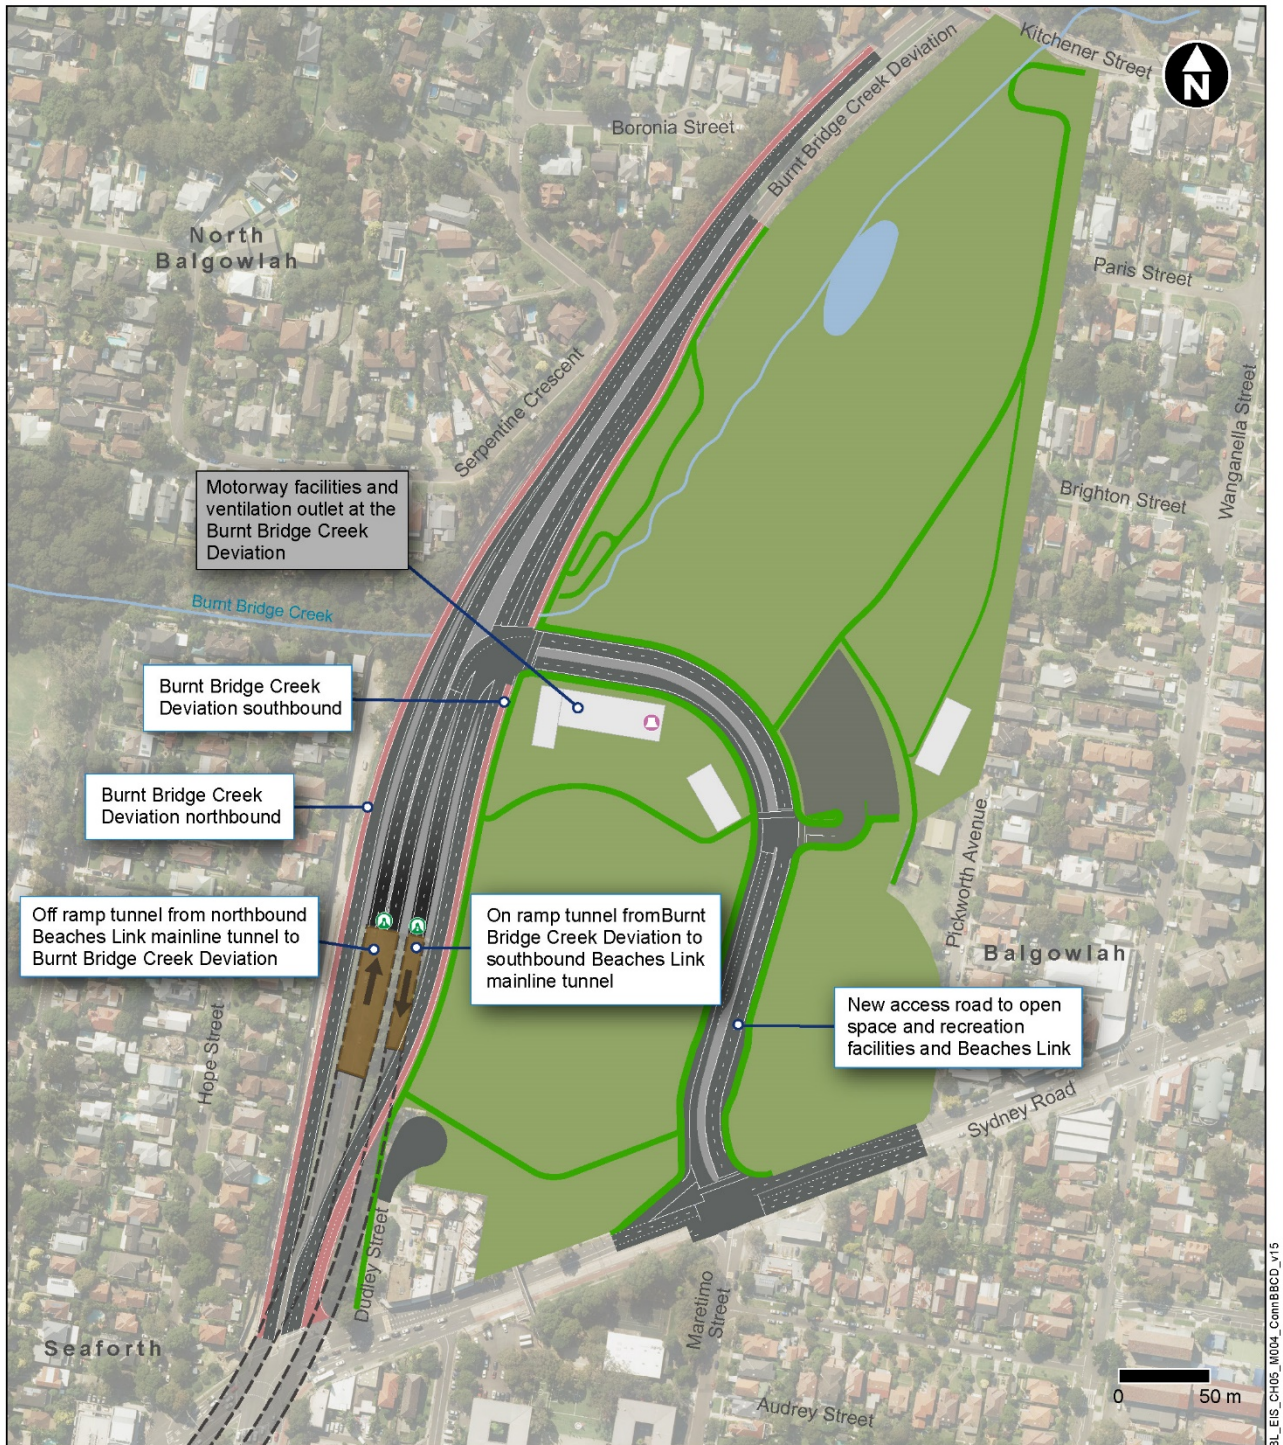 Kitchener Street
N
Burnt Bridge Creek Deviation
Boronia Street
North
Balgowlah
Paris Street
Serpentine Crescent
Wanganella Street
Motorway facilities and
ventilation outlet at the
Burnt Bridge Creek
Deviation
Brighton Street
Burnt Bridge Creek
Burnt Bridge Creek
Deviation southbound
Burnt Bridge Creek
Deviation northbound
Pickworth Avenue
Off ramp tunnel from northbound
Beaches Link mainline tunnel to
Burnt Bridge Creek Deviation
On ramp tunnel fromBurnt
Bridge Creek Deviation to
southbound Beaches Link
mainline tunnel
Balgowlah
New access road to open
space and recreation
facilities and Beaches Link
Hope Street
Sydney Road
Dudley Street
Maretimo
Street
Seaforth
Audrey Street
0 50 m
BL_EIS_CH05_M004_ConnBBCD_v15